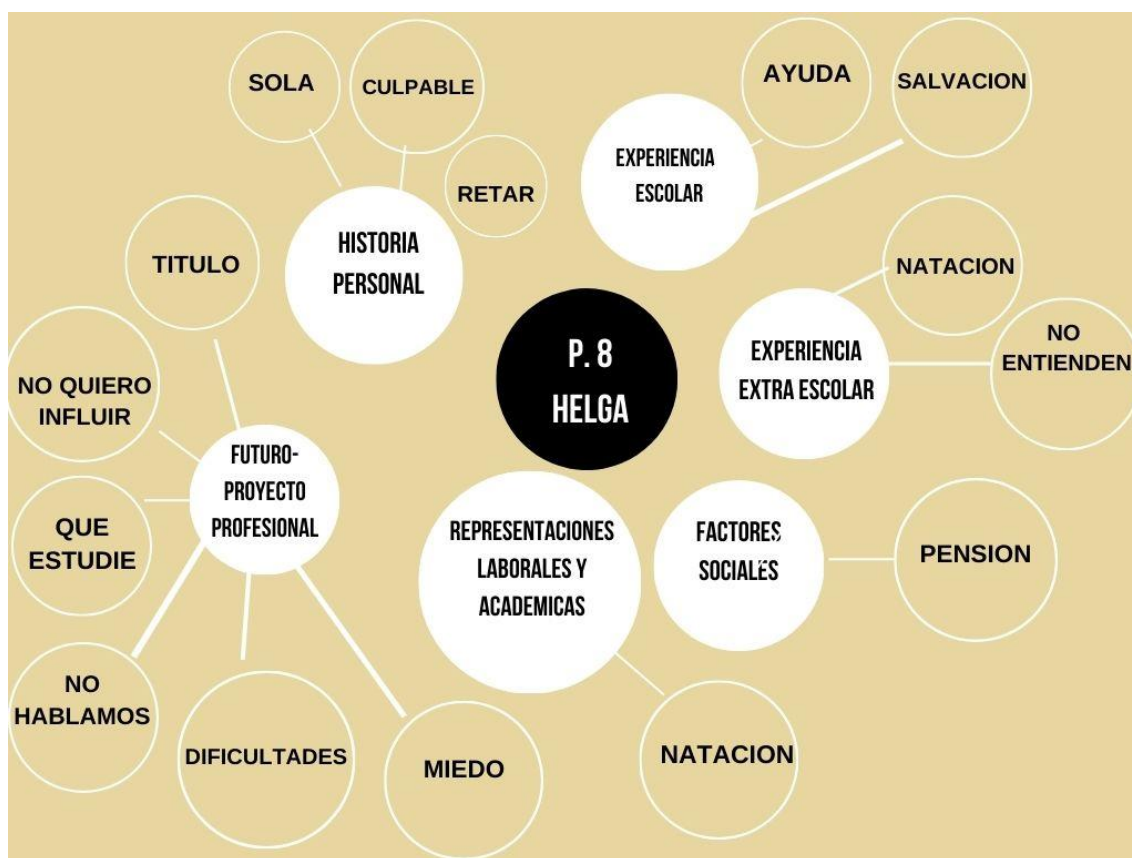 SOLA
CULPABLE
RETAR
HISTORIA
PERSONAL
AYUDA
SALVACION
EXPERIENCIA
ESCOLAR
TITULO
NATACION
NO
ENTIENDEN
EXPERIENCIA
EXTRA ESCOLAR
P. 8
HELGA
NO QUIERO
INFLUIR
FUTURO-
PROYECTO
PROFESIONAL
QUE
ESTUDIE
NO
HABLAMOS
DIFICULTADES
MIEDO
REPRESENTACIONES
LABORALES Y
ACADEMICAS
NATACION
FACTORES
SOCIALES
PENSION